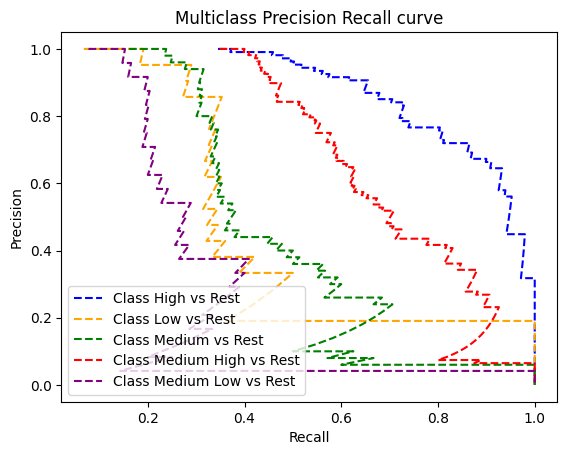 Multiclass Precision Recall curve
1.0
0.8
0.6
0.4
0.2
0.0
Precision
Class High vs Rest
Class Low vs Rest
Class Medium vs Rest
Class Medium High vs Rest
Class Medium Low vs Rest
0.2
0.4
0.6
0.8
1.0
Recall